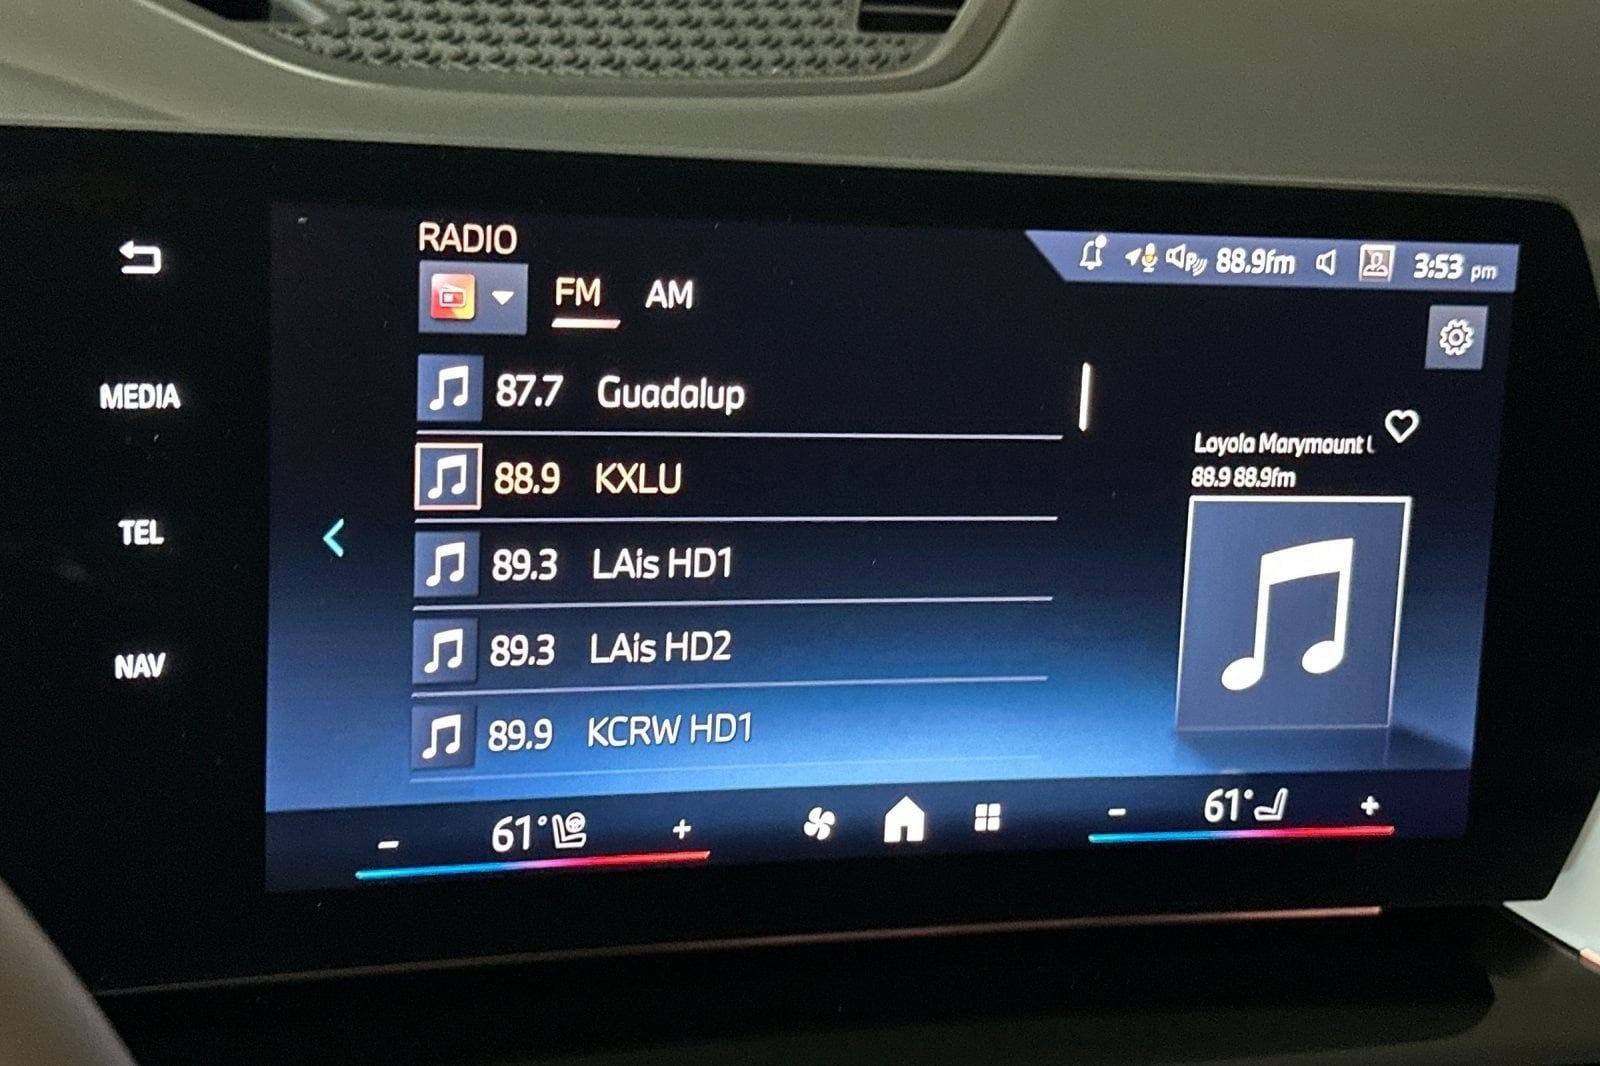 RADIO
88.9fm 3:53 pm
FM AM
MEDIA
TEL
NAV
87.7 Guadalup
88.9 KXLU
89.3 LAis HD1
89.3 LAis HD2
89.9 KCRW HD1
Loyola Marymount
88.9 88.9fm
- 61° +
- 61° +